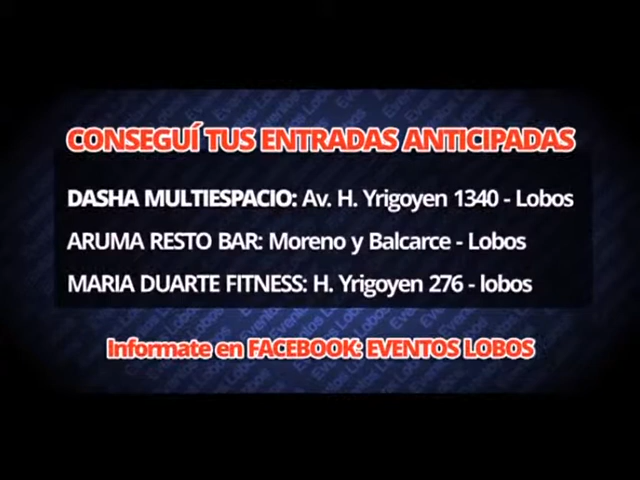 CONSEGUÍ TUS ENTRADAS ANTICIPADAS
DASHA MULTIESPACIO: Av. H. Yrigoyen 1340 - Lobos
ARUMA RESTO BAR: Moreno y Balcarce - Lobos
MARIA DUARTE FITNESS: H. Yrigoyen 276 - lobos
Informate en FACEBOOK: EVENTOS LOBOS